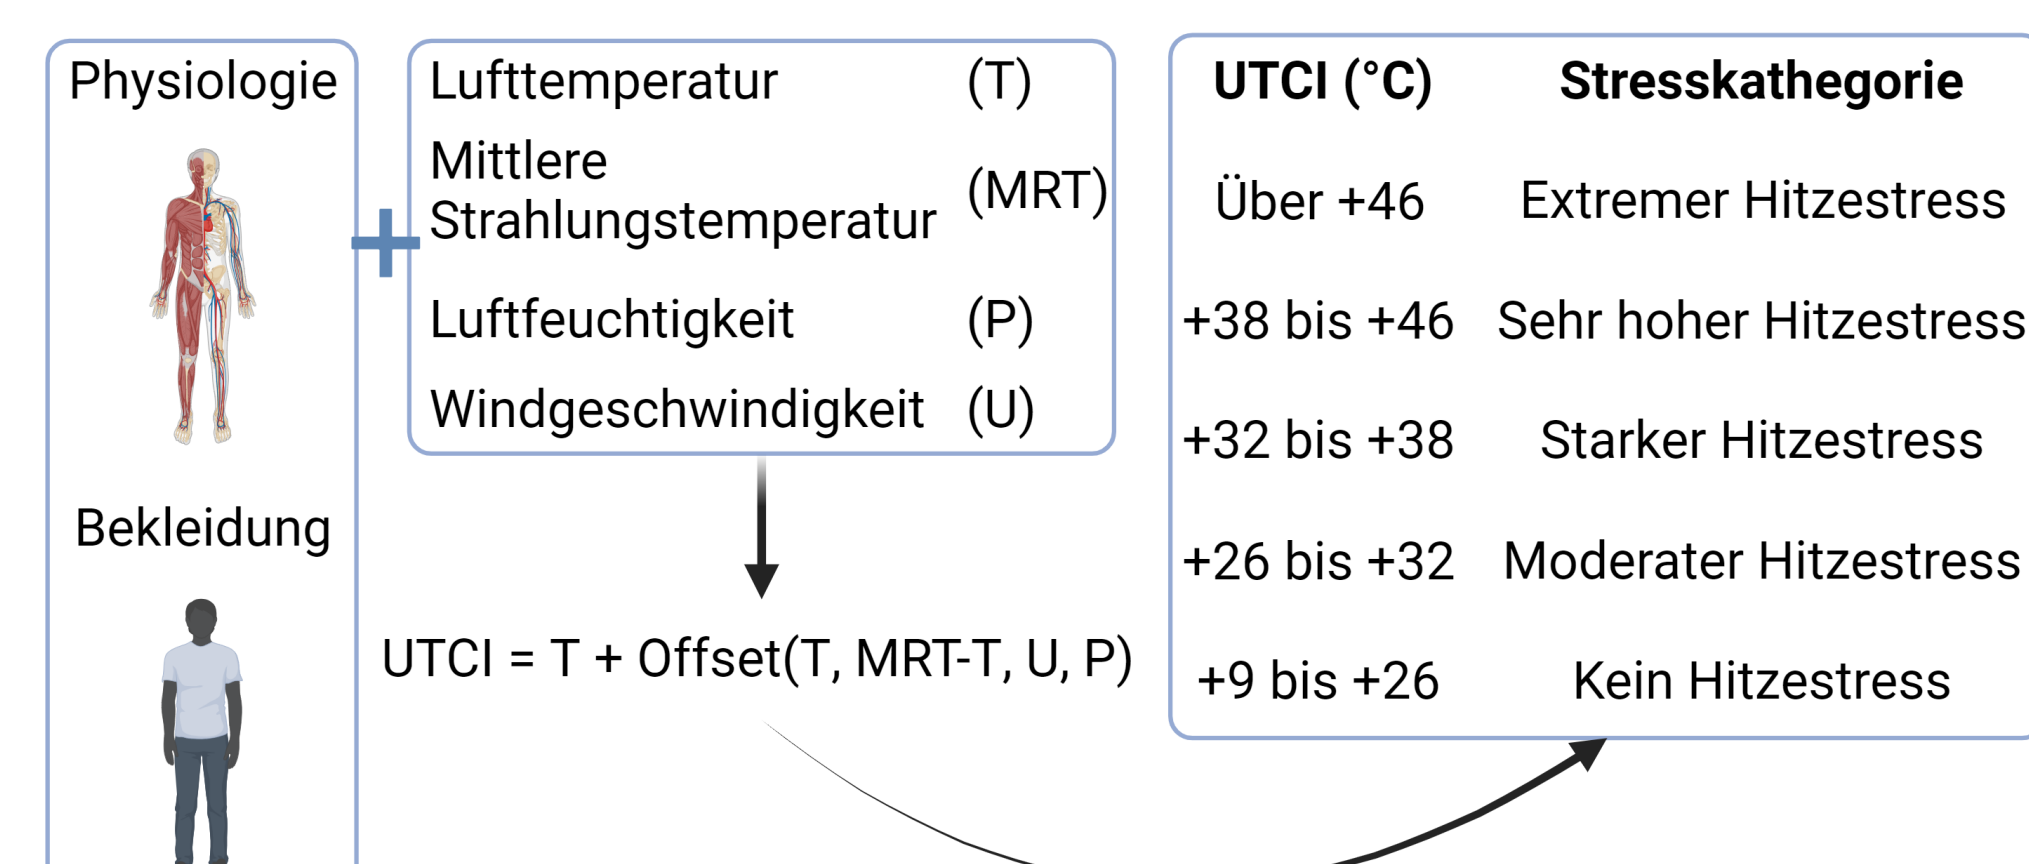 Physiologie
Bekleidung
Lufttemperatur (T)
Mittlere
Strahlungstemperatur (MRT)
Luftfeuchtigkeit (P)
Windgeschwindigkeit (U)
UTCI = T + Offset(T, MRT-T, U, P)
UTCI (°C) Stresskathegorie
Über +46 Extremer Hitzestress
+38 bis +46 Sehr hoher Hitzestress
+32 bis +38 Starker Hitzestress
+26 bis +32 Moderater Hitzestress
+9 bis +26 Kein Hitzestress